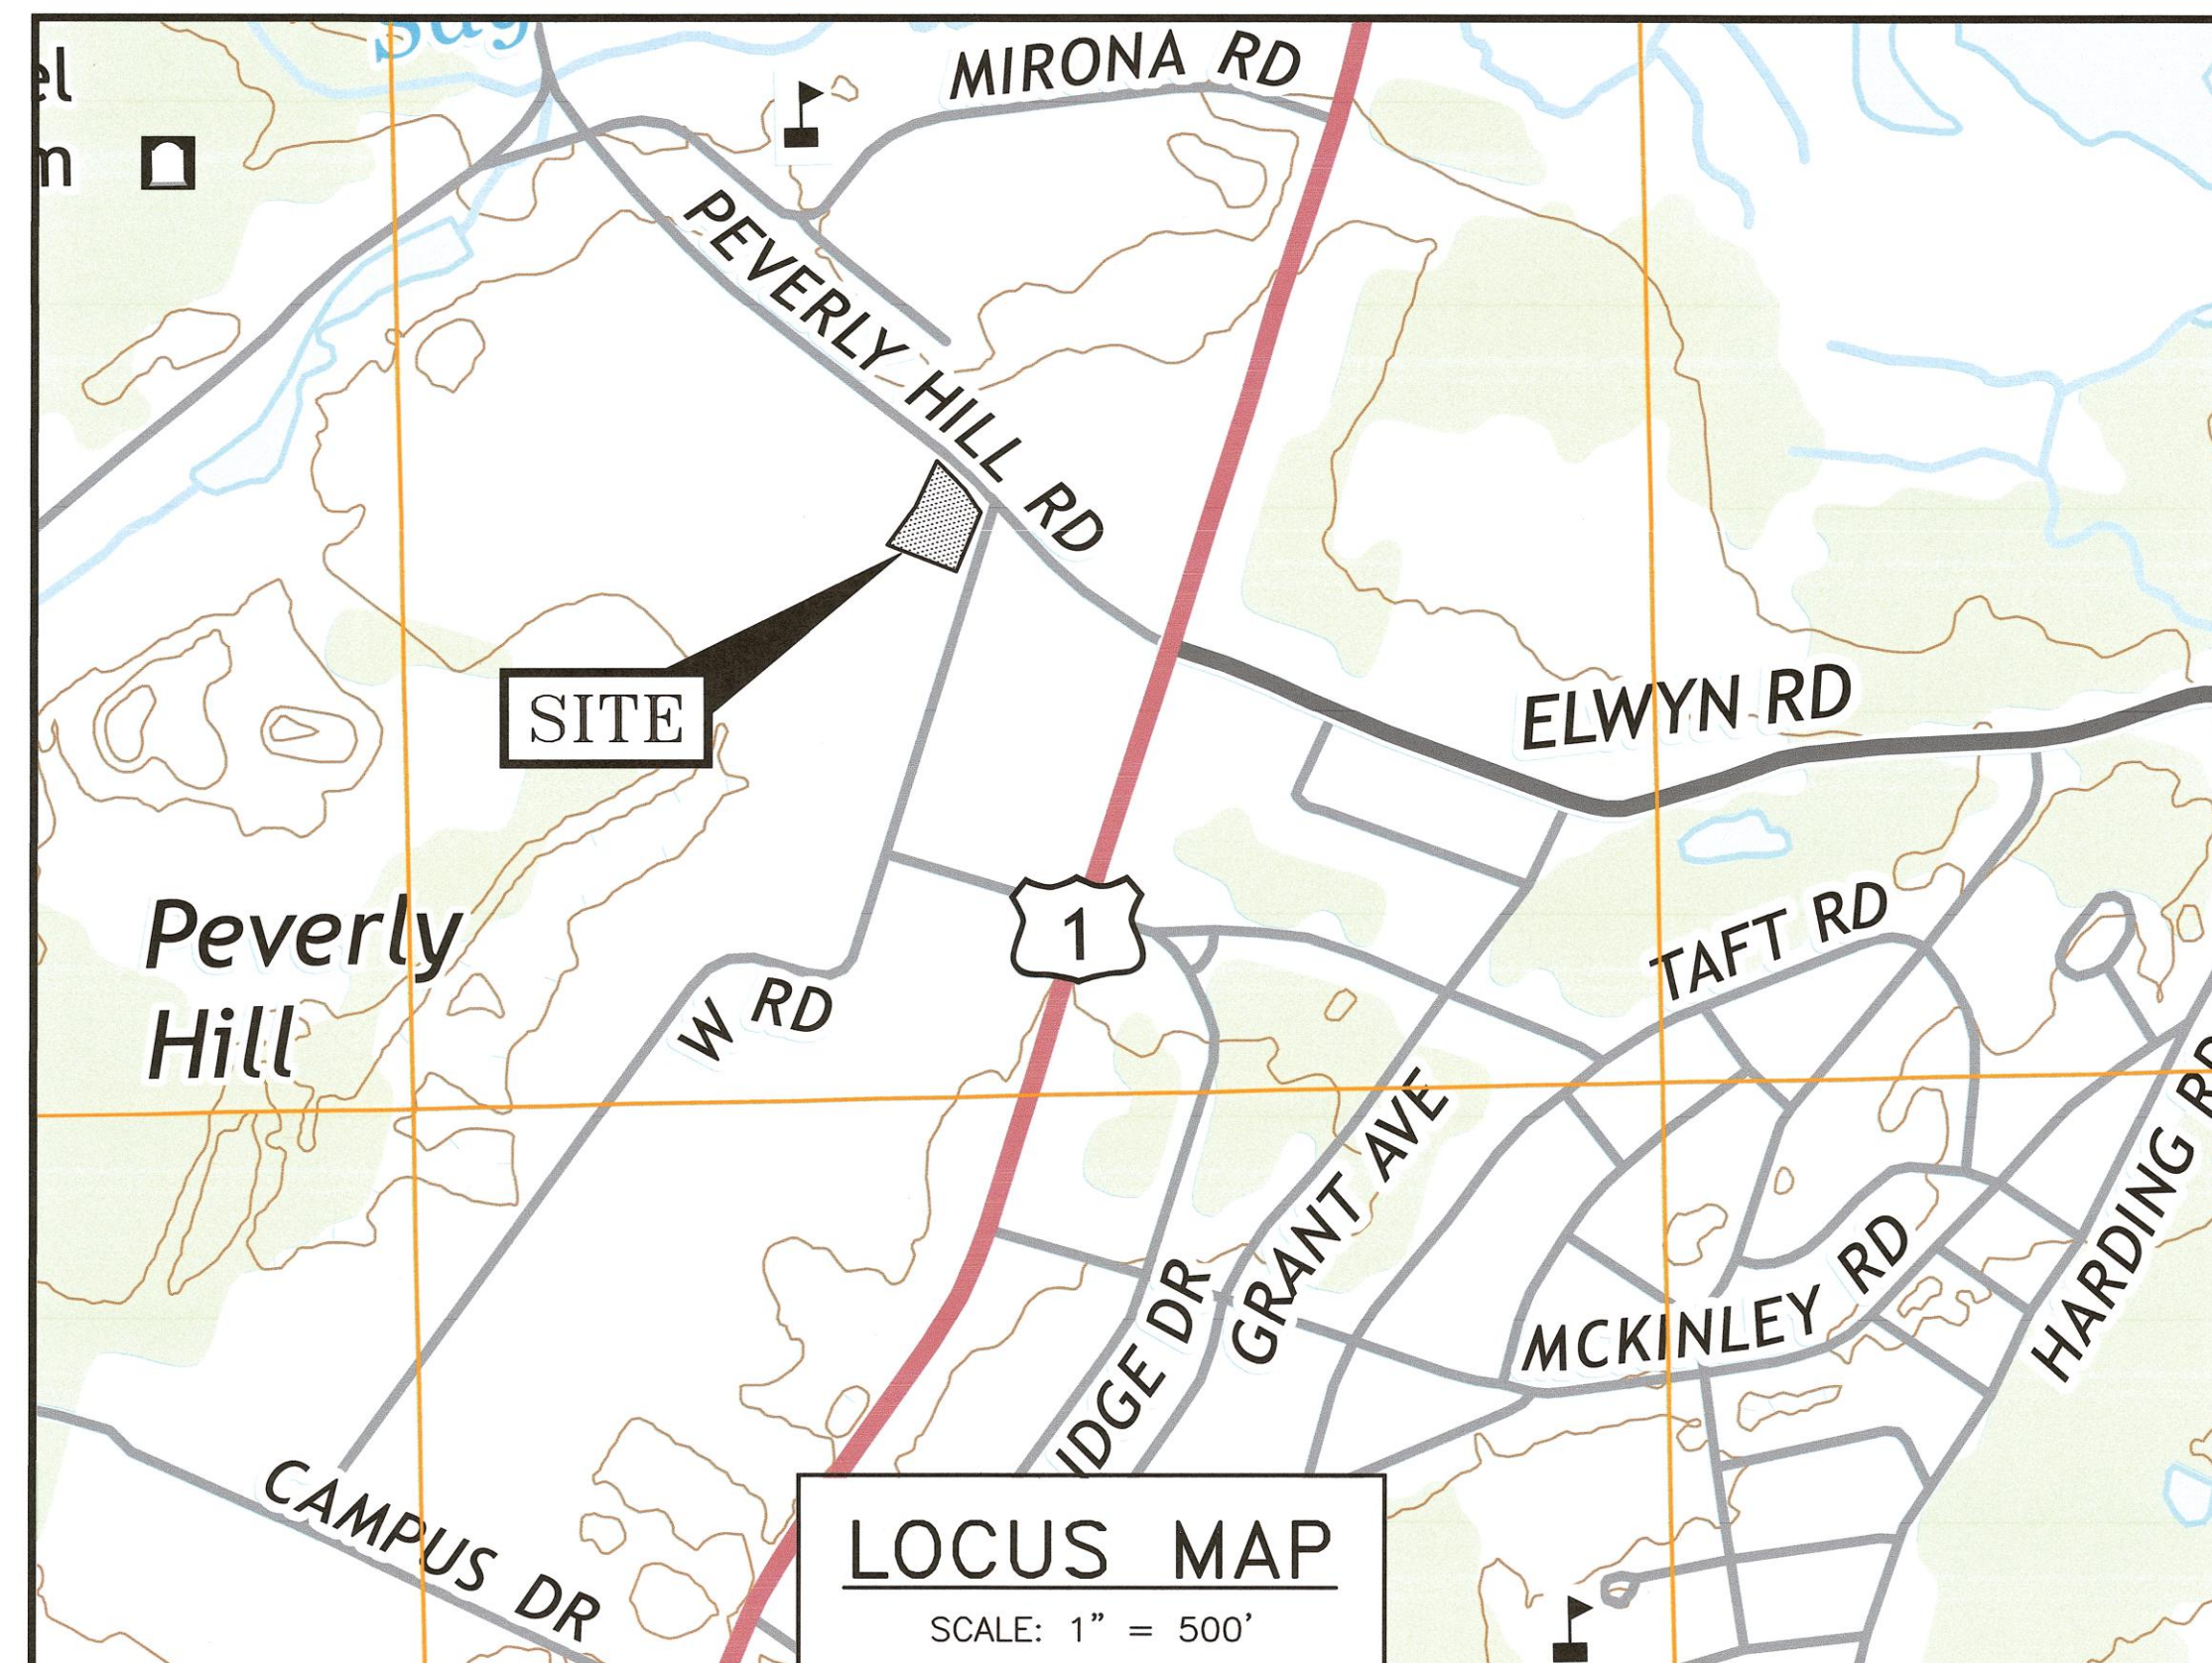 MIRONA RD
PEVERLY HILL RD
SITE
ELWYN RD
Peverly
Hill
1
W RD
TAFT RD
GRANT AVE
HARDING RD
MCKINLEY RD
CAMPUS DR
DR
LOCUS MAP
SCALE: 1" = 500'